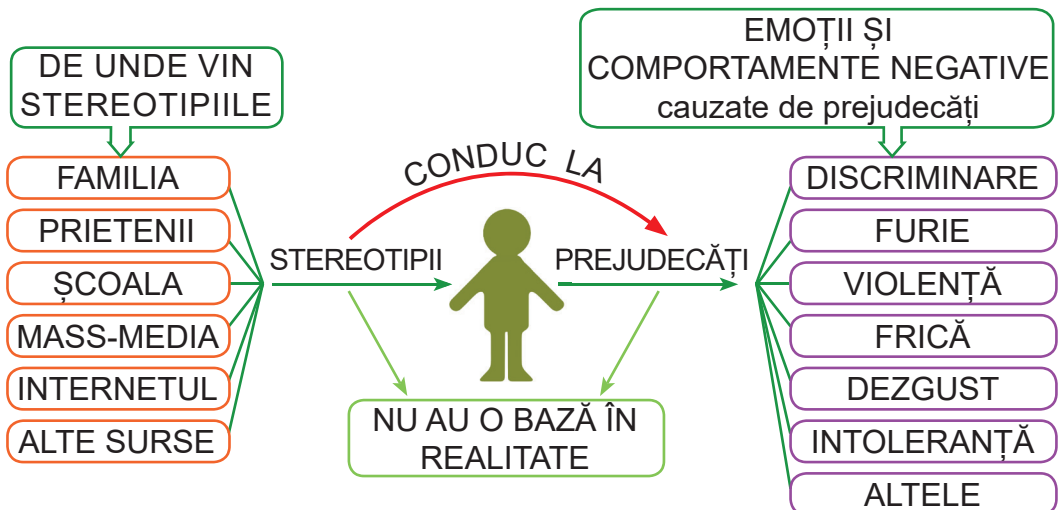 DE UNDE VIN
STEREOTIPIILE
FAMILIA
PRIETENII
ȘCOALA
MASS-MEDIA
INTERNETUL
ALTE SURSE
CONDUC LA
STEREOTIPII
PREJUDECĂȚI
NU AU O BAZĂ ÎN
REALITATE
EMOȚII ȘI
COMPORTAMENTE NEGATIVE
cauzate de prejudecăți
DISCRIMINARE
FURIE
VIOLENȚĂ
FRICĂ
DEZGUST
INTOLERANȚĂ
ALTELE